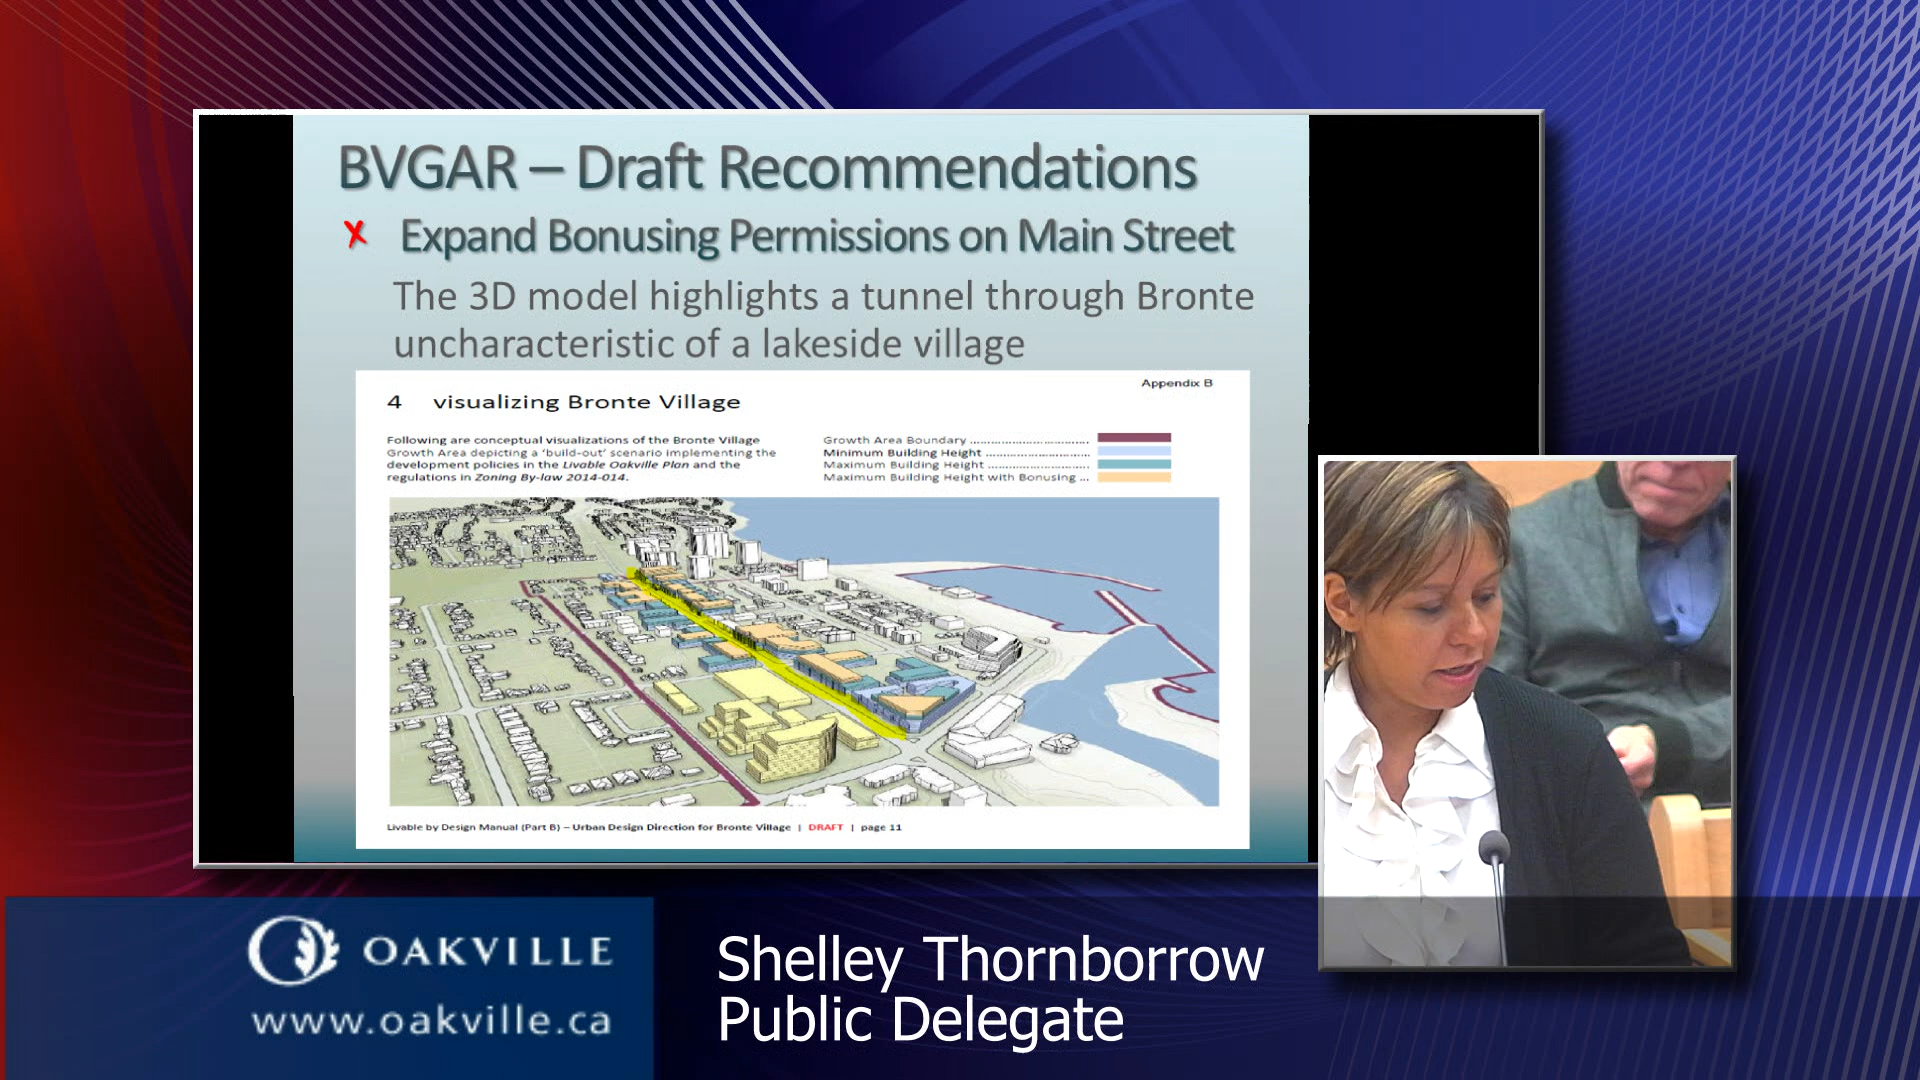 BVGAR – Draft Recommendations
x Expand Bonusing Permissions on Main Street
The 3D model highlights a tunnel through Bronte
uncharacteristic of a lakeside village
Appendix B
4 visualizing Bronte Village
Following are conceptual visualizations of the Bronte Village
Growth Area depicting a ‘build-out’ scenario implementing the
development policies in the Livable Oakville Plan and the
regulations in Zoning By-law 2014-014.
Growth Area Boundary
Minimum Building Height
Maximum Building Height
Maximum Building Height with Bonusing ...
Livable by Design Manual (Part B) – Urban Design Direction for Bronte Village | DRAFT | page 11
OAKVILLE
www.oakville.ca
Shelley Thornborrow
Public Delegate